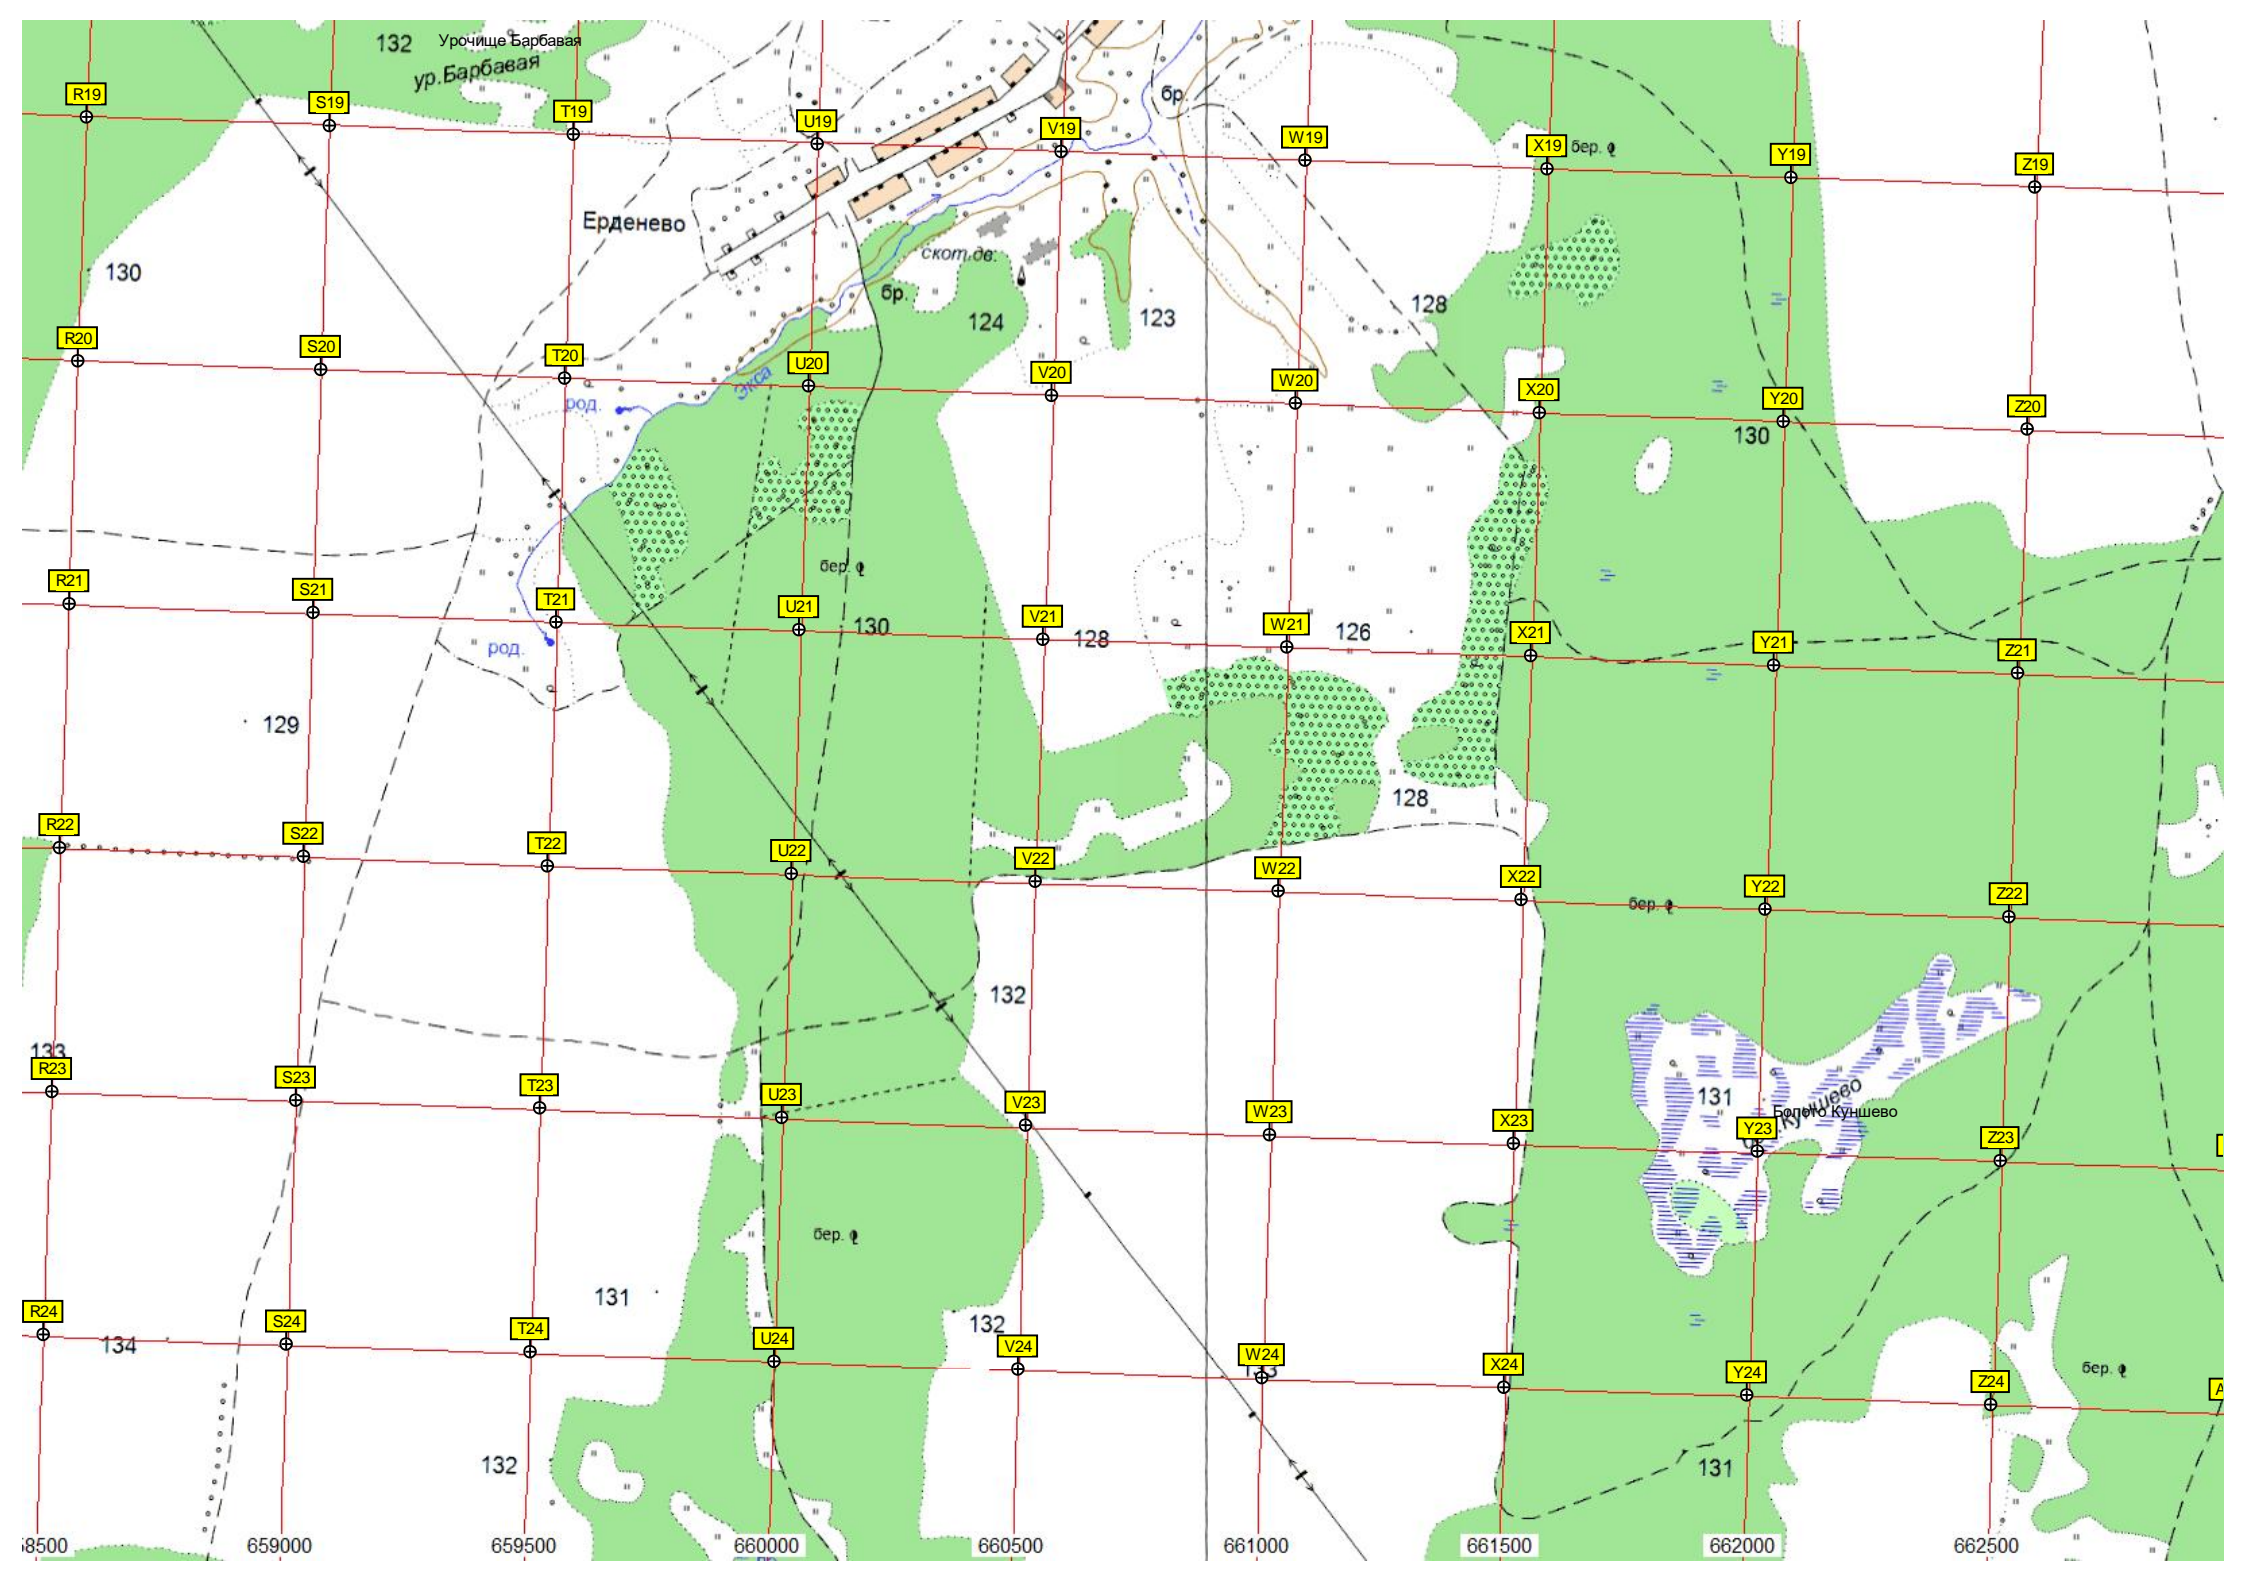 132
Урочище Барбавая
ур.Барбавая
R19
S19
T19
U19
V19
W19
X19
Y19
Z19
бр.
бер.
Ерденево
скот.дв.
130
бр.
124
123
128
R20
S20
T20
U20
V20
W20
X20
Y20
Z20
Экса
род.
130
бер.
R21
S21
T21
U21
V21
W21
X21
Y21
Z21
130
128
126
род.
129
128
R22
S22
T22
U22
V22
W22
X22
Y22
Z22
бер.
132
133
R23
S23
T23
U23
V23
W23
X23
Y23
Z23
131
Болото Куншево
Куншево
бер.
131
132
R24
S24
T24
U24
V24
W24
X24
Y24
Z24
134
133
бер.
132
131
659000
659500
660000
660500
661000
661500
662000
662500